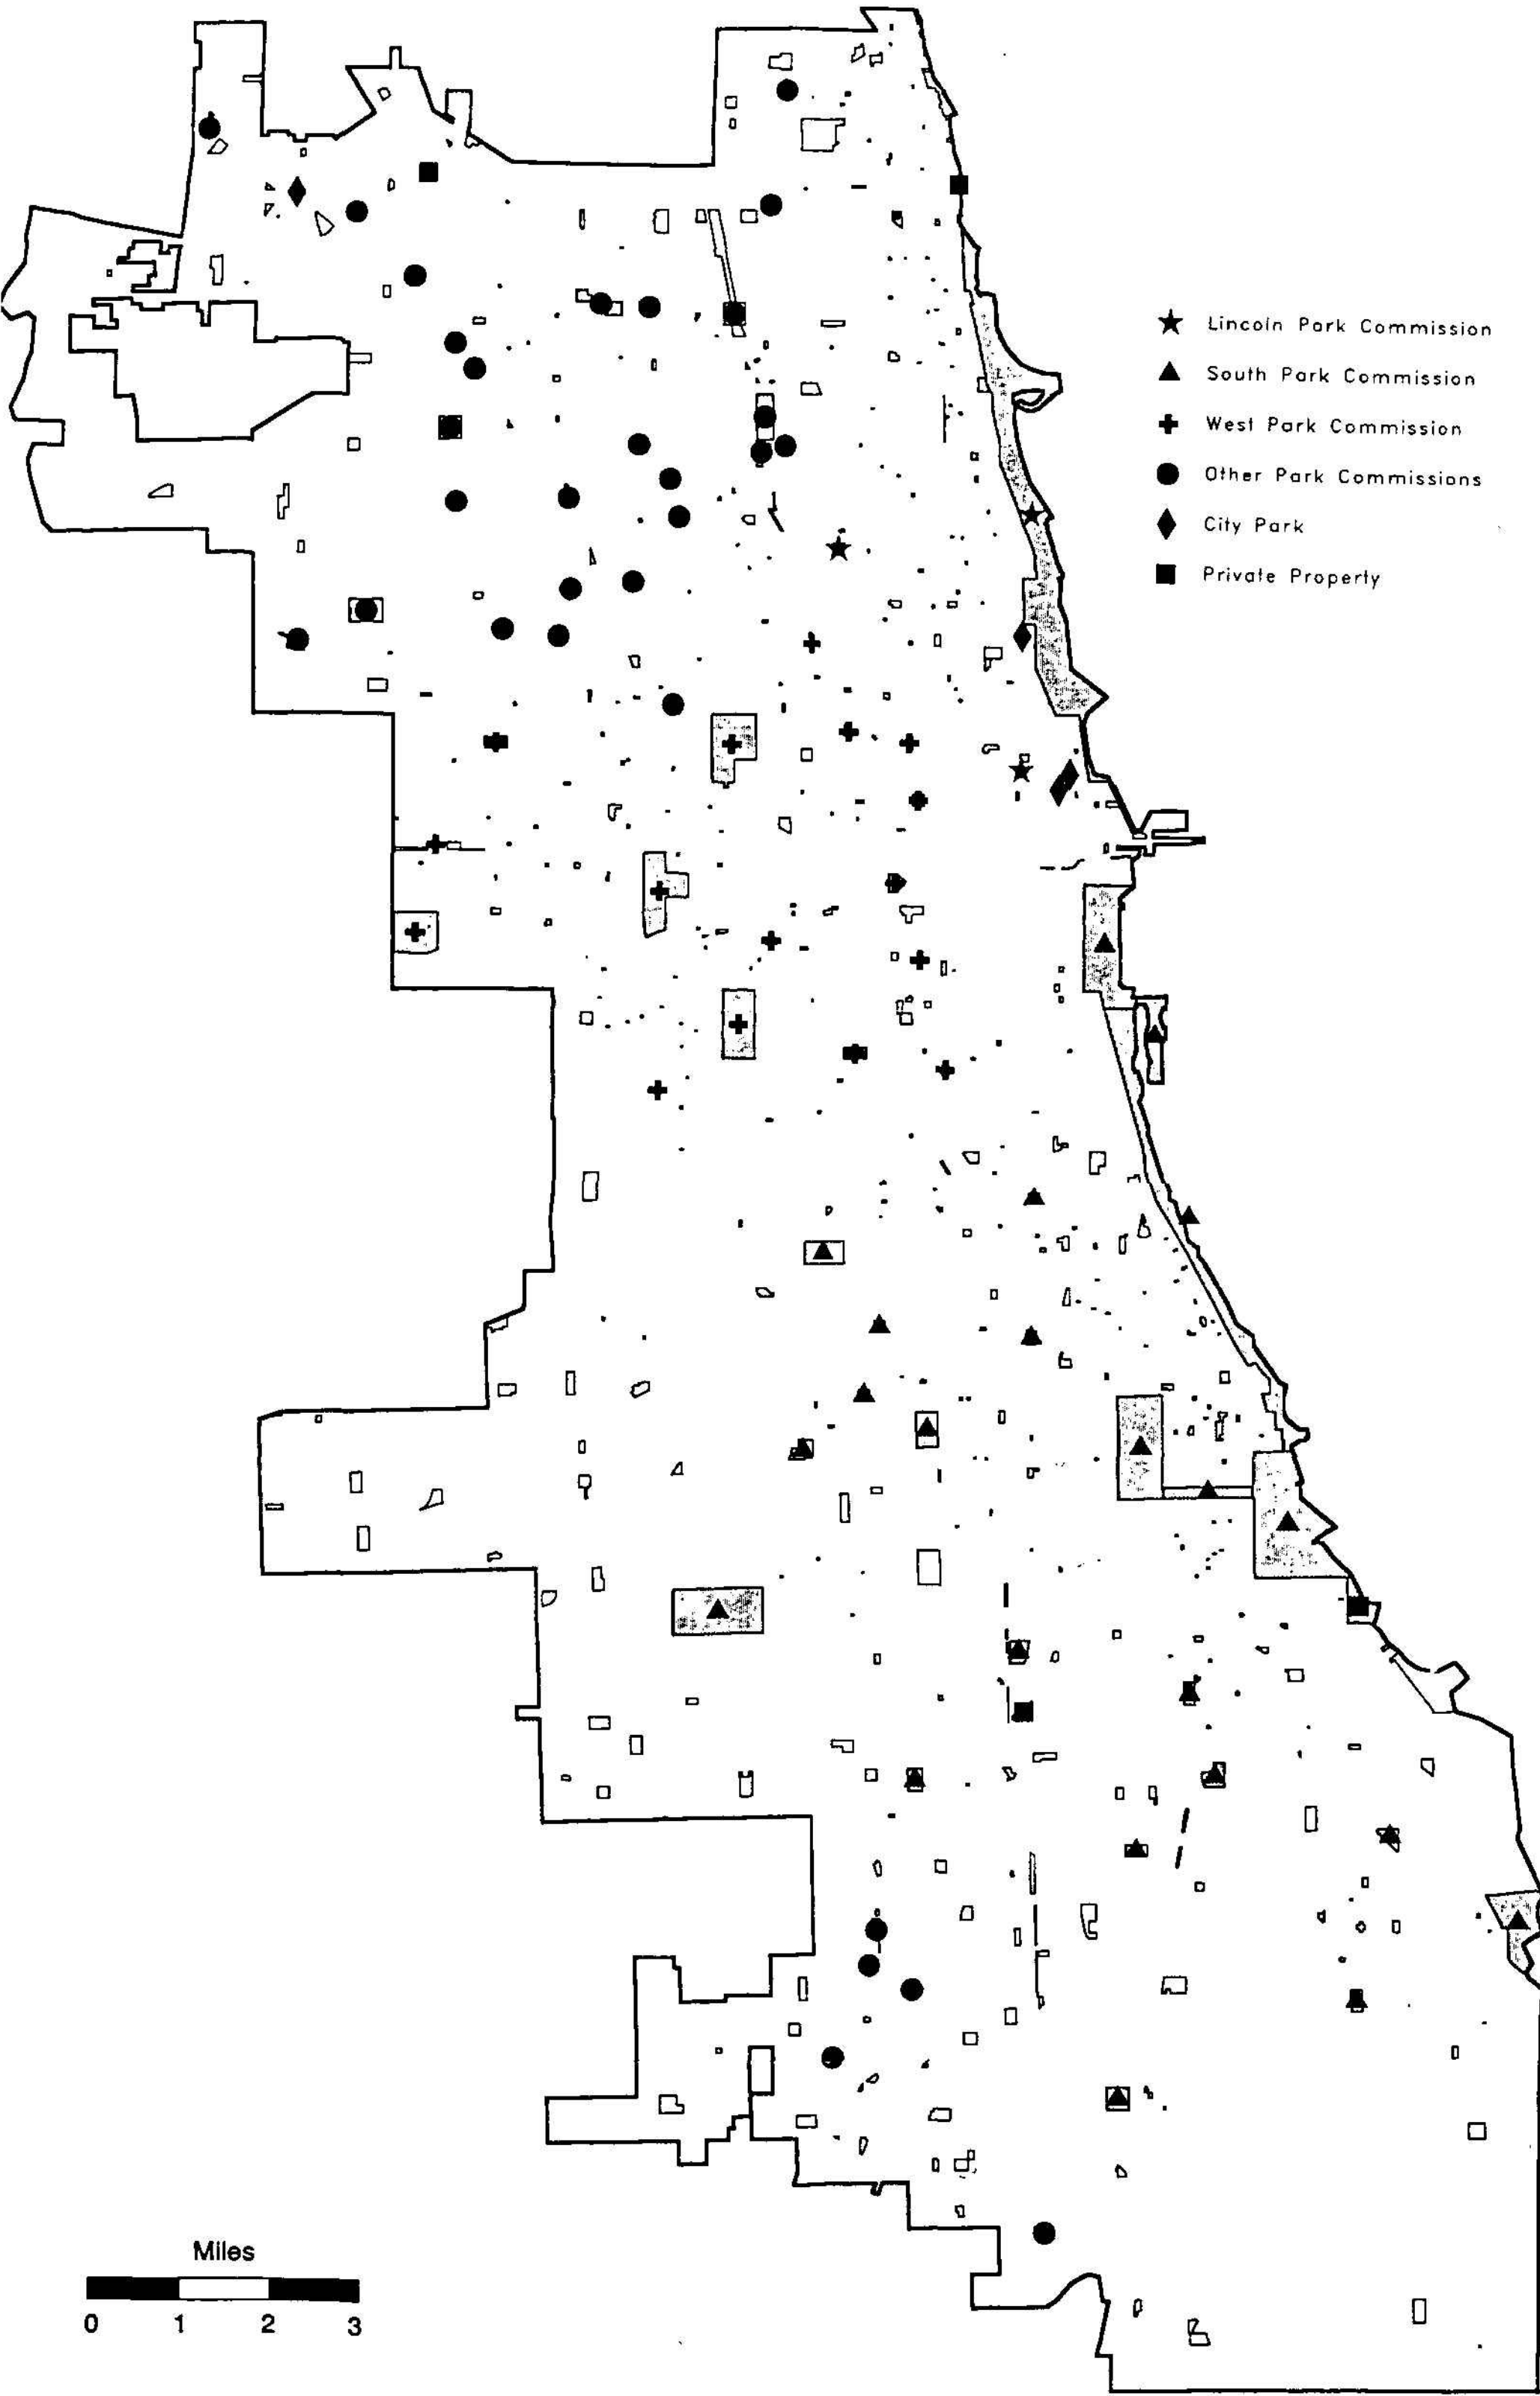 Lincoln Park Commission
South Park Commission
West Park Commission
Other Park Commissions
City Park
Private Property
Miles
0 1 2 3